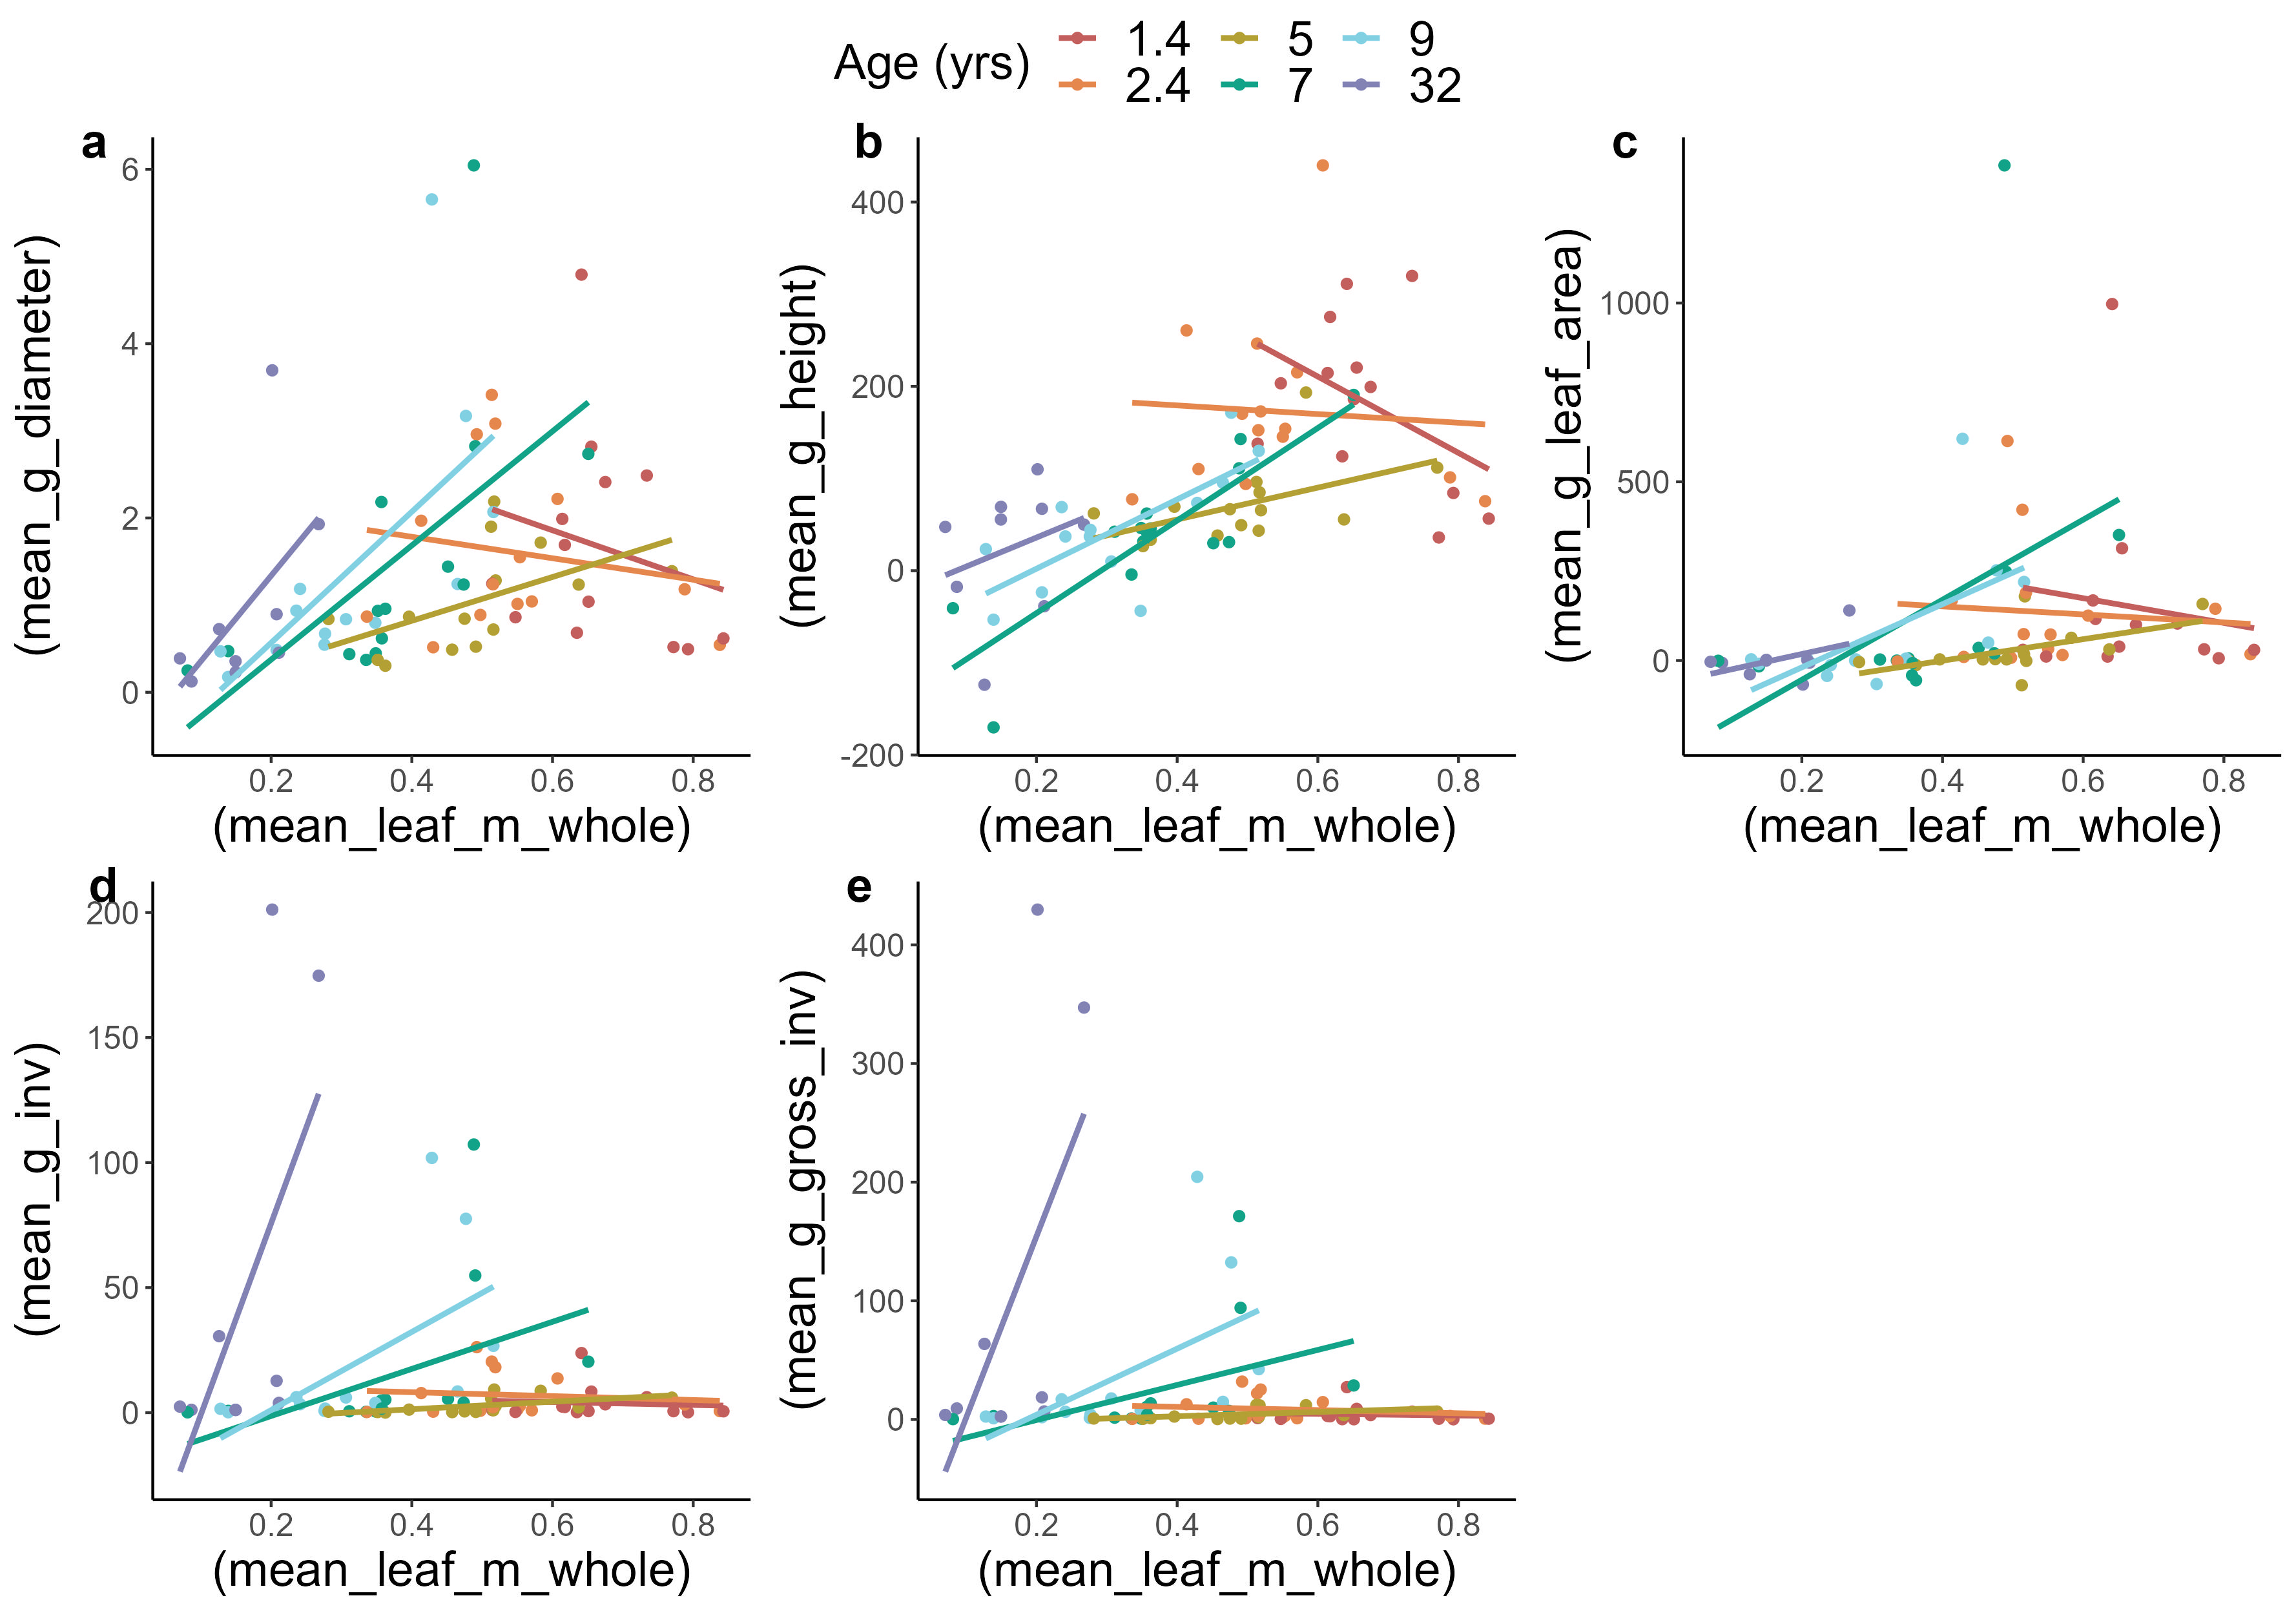 Age (yrs) 1.4 5 9
2.4 7 32
a b c
(mean_g_diameter)
6
4
2
0
0.2 0.4 0.6 0.8
(mean_leaf_m_whole)
(mean_g_height)
400
200
0
-200
0.2 0.4 0.6 0.8
(mean_leaf_m_whole)
(mean_g_leaf_area)
1000
500
0
0.2 0.4 0.6 0.8
(mean_leaf_m_whole)
d e
(mean_g_inv)
200
150
100
50
0
0.2 0.4 0.6 0.8
(mean_leaf_m_whole)
(mean_g_gross_inv)
400
300
200
100
0
0.2 0.4 0.6 0.8
(mean_leaf_m_whole)